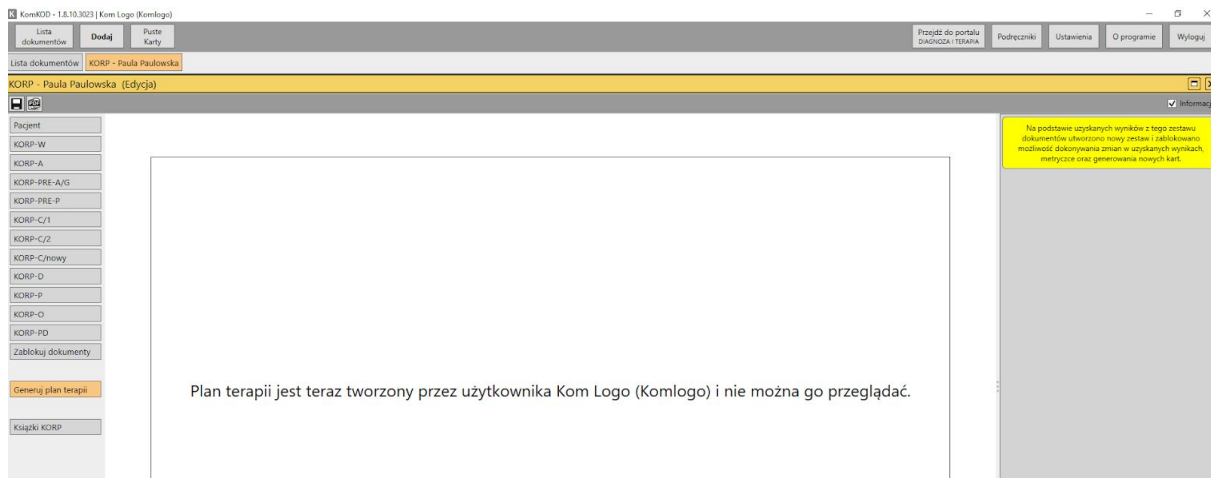 KomKOD - 1.8.10.3023 | Kom Logo (Komlogo)
Lista
dokumentów
Dodaj
Puste
Karty
Przejdź do portalu
DIAGNOZA I TERAPIA
Podręczniki
Ustawienia
O programie
Wyloguj
Lista dokumentów
KORP - Paula Paulowska
KORP - Paula Paulowska (Edycja)
Informacj
Pacjent
KORP-W
KORP-A
KORP-PRE-A/G
KORP-PRE-P
KORP-C/1
KORP-C/2
KORP-C/nowy
KORP-D
KORP-P
KORP-O
KORP-PD
Zablokuj dokumenty
Generuj plan terapii
Książki KORP
Plan terapii jest teraz tworzony przez użytkownika Kom Logo (Komlogo) i nie można go przeglądać.
Na podstawie uzyskanych wyników z tego zestawu
dokumentów utworzono nowy zestaw i zablokowano
możliwość dokonywania zmian w uzyskanych wynikach,
metryczce oraz generowania nowych kart.